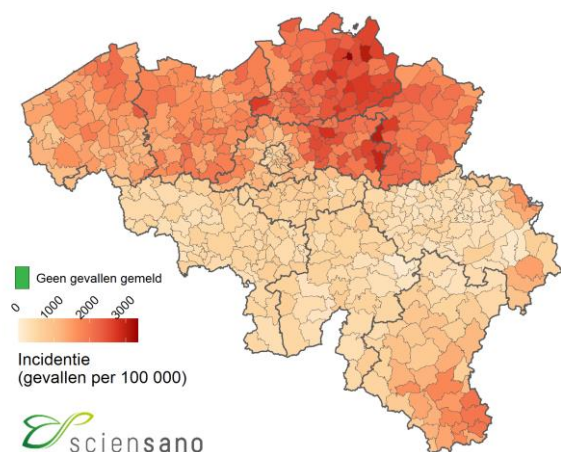 Geen gevallen gemeld
0 1000 2000 3000
Incidentie
(gevallen per 100 000)
sciensano